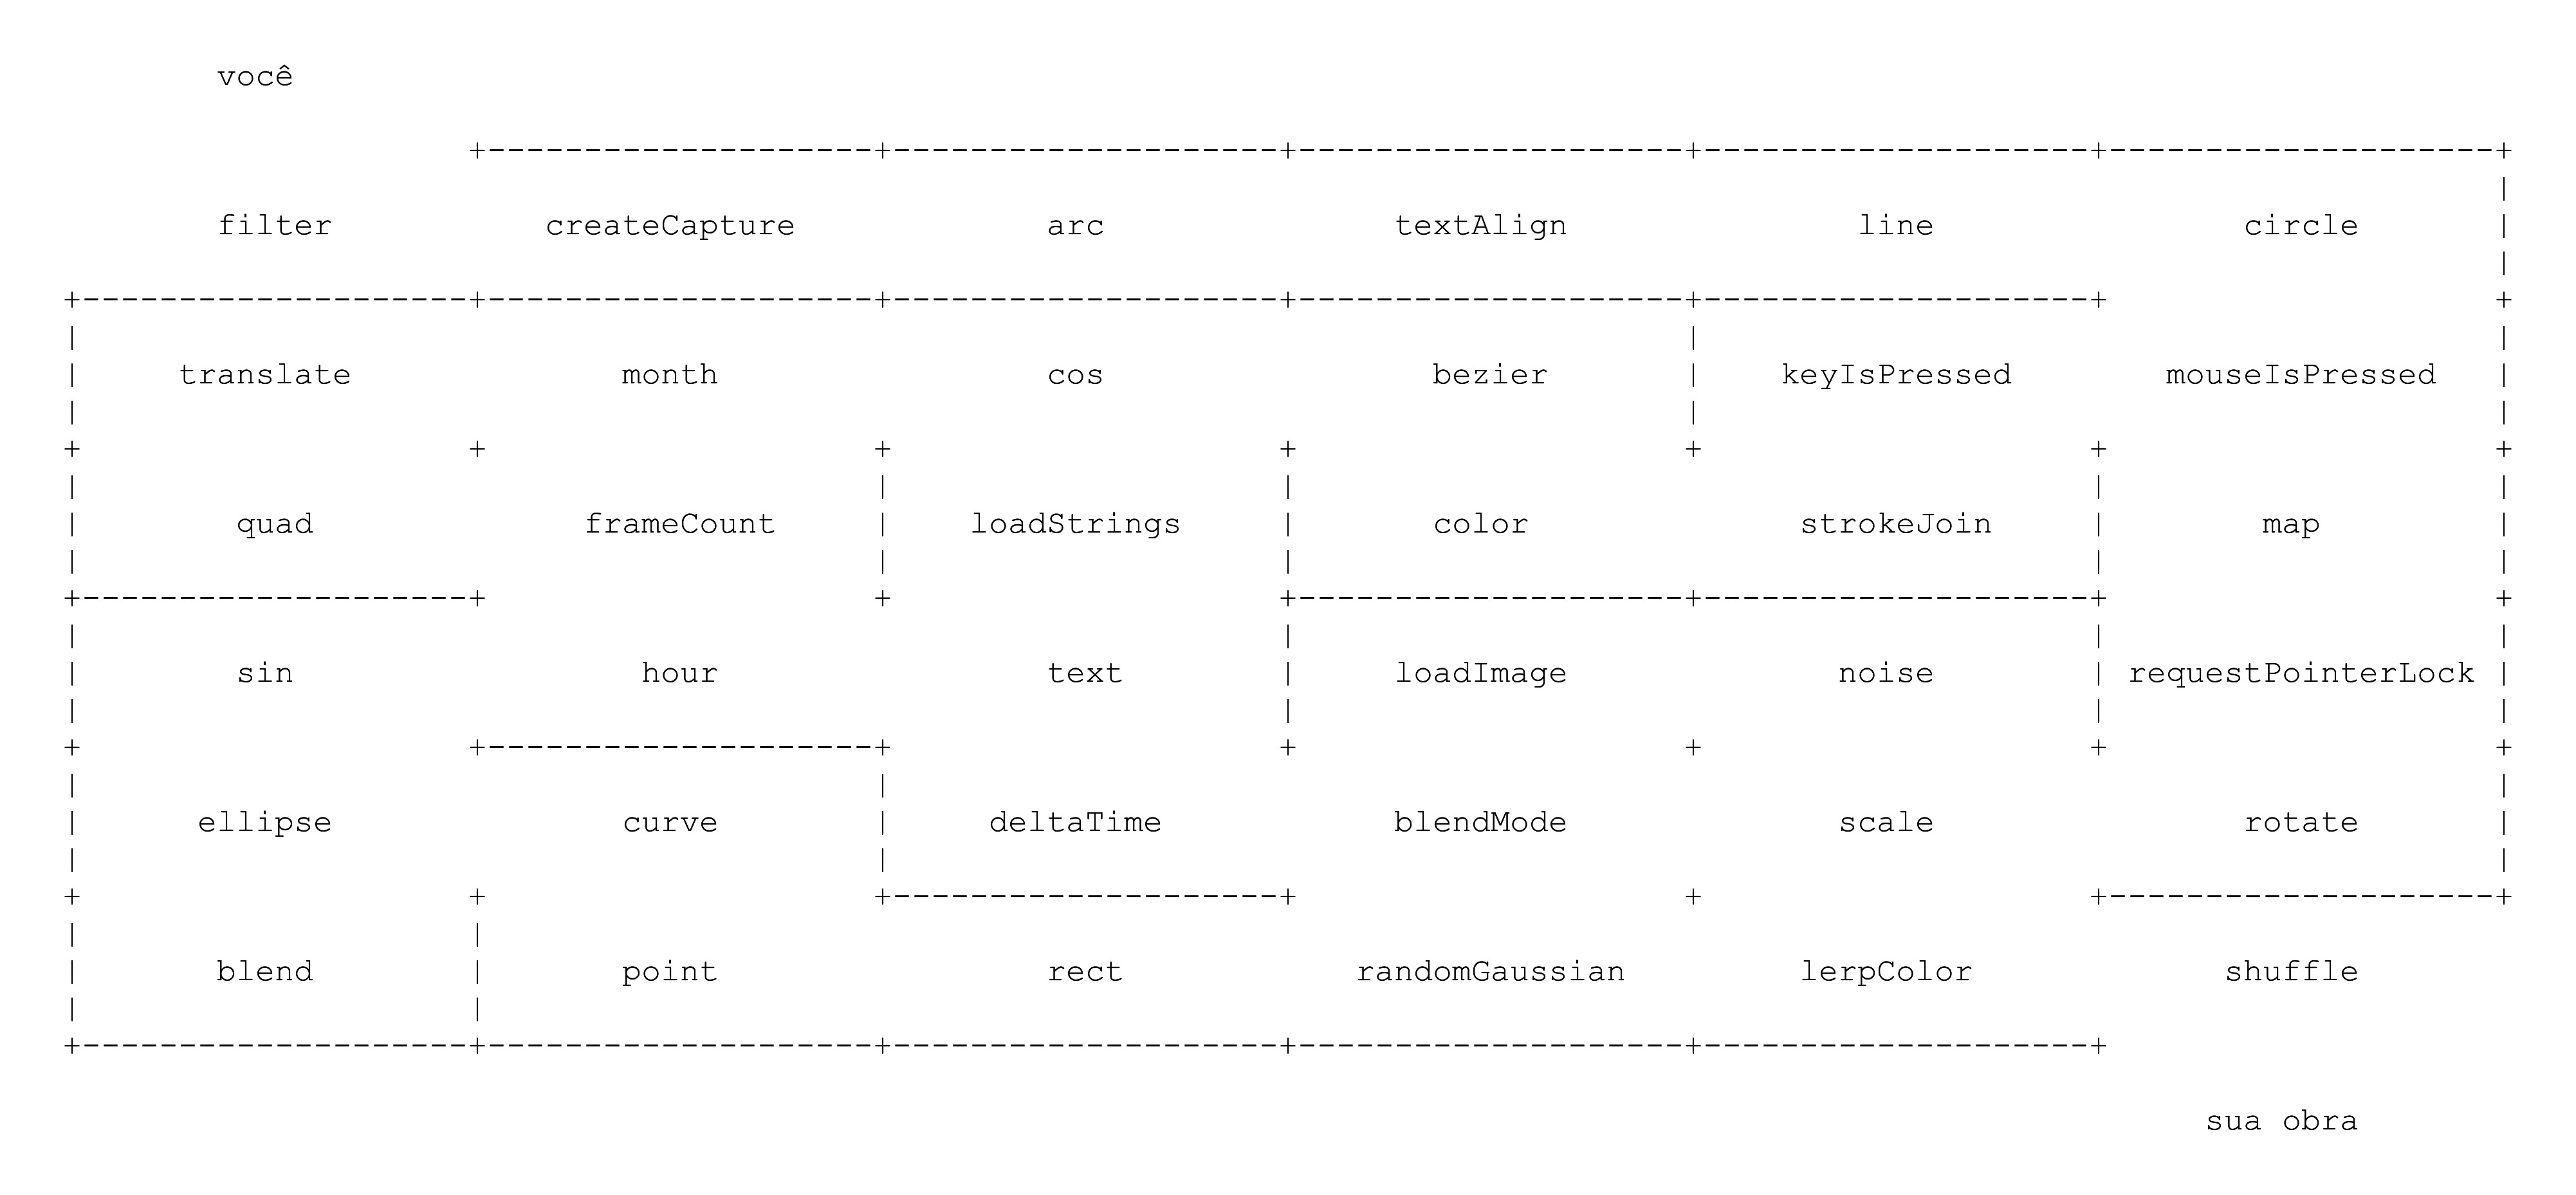 você
filter createCapture arc textAlign line circle
translate month cos bezier keyIsPressed mouseIsPressed
quad frameCount loadStrings color strokeJoin map
sin hour text loadImage noise requestPointerLock
ellipse curve deltaTime blendMode scale rotate
blend point rect randomGaussian lerpColor shuffle
sua obra